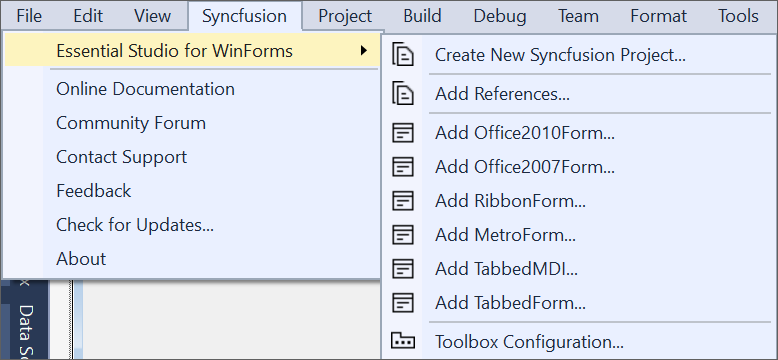 File Edit View Syncfusion Project Build Debug Team Format Tools
Essential Studio for WinForms
Online Documentation
Community Forum
Contact Support
Feedback
Check for Updates...
About
Create New Syncfusion Project...
Add References...
Add Office2010Form...
Add Office2007Form...
Add RibbonForm...
Add MetroForm...
Add TabbedMDI...
Add TabbedForm...
Toolbox Configuration...
Data